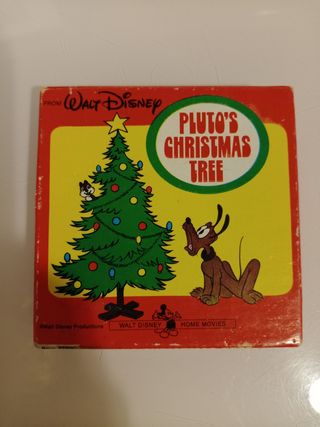 FROM WALT DISNEY
PLUTO'S
CHRISTMAS
TREE
©Walt Disney Productions
WALT DISNEY HOME MOVIES